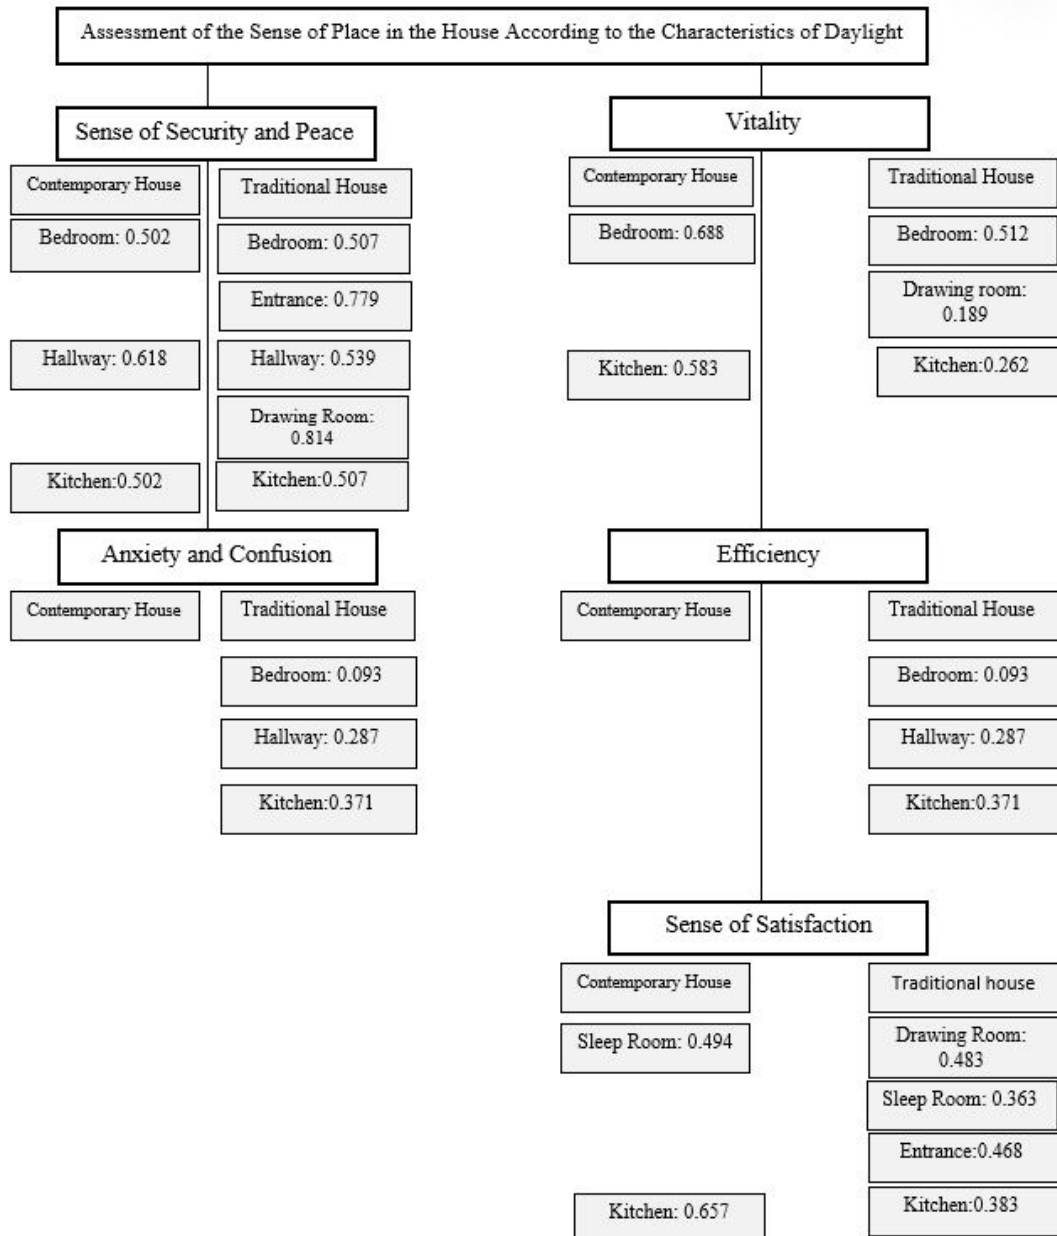 Assessment of the Sense of Place in the House According to the Characteristics of Daylight
Sense of Security and Peace
Contemporary House
Traditional House
Bedroom: 0.502
Bedroom: 0.507
Entrance: 0.779
Hallway: 0.618
Hallway: 0.539
Drawing Room:
0.814
Kitchen:0.502
Kitchen:0.507
Anxiety and Confusion
Contemporary House
Traditional House
Bedroom: 0.093
Hallway: 0.287
Kitchen:0.371
Vitality
Contemporary House
Traditional House
Bedroom: 0.688
Bedroom: 0.512
Drawing room:
0.189
Kitchen: 0.583
Kitchen:0.262
Efficiency
Contemporary House
Traditional House
Bedroom: 0.093
Hallway: 0.287
Kitchen:0.371
Sense of Satisfaction
Contemporary House
Traditional house
Sleep Room: 0.494
Drawing Room:
0.483
Sleep Room: 0.363
Entrance:0.468
Kitchen: 0.657
Kitchen:0.383